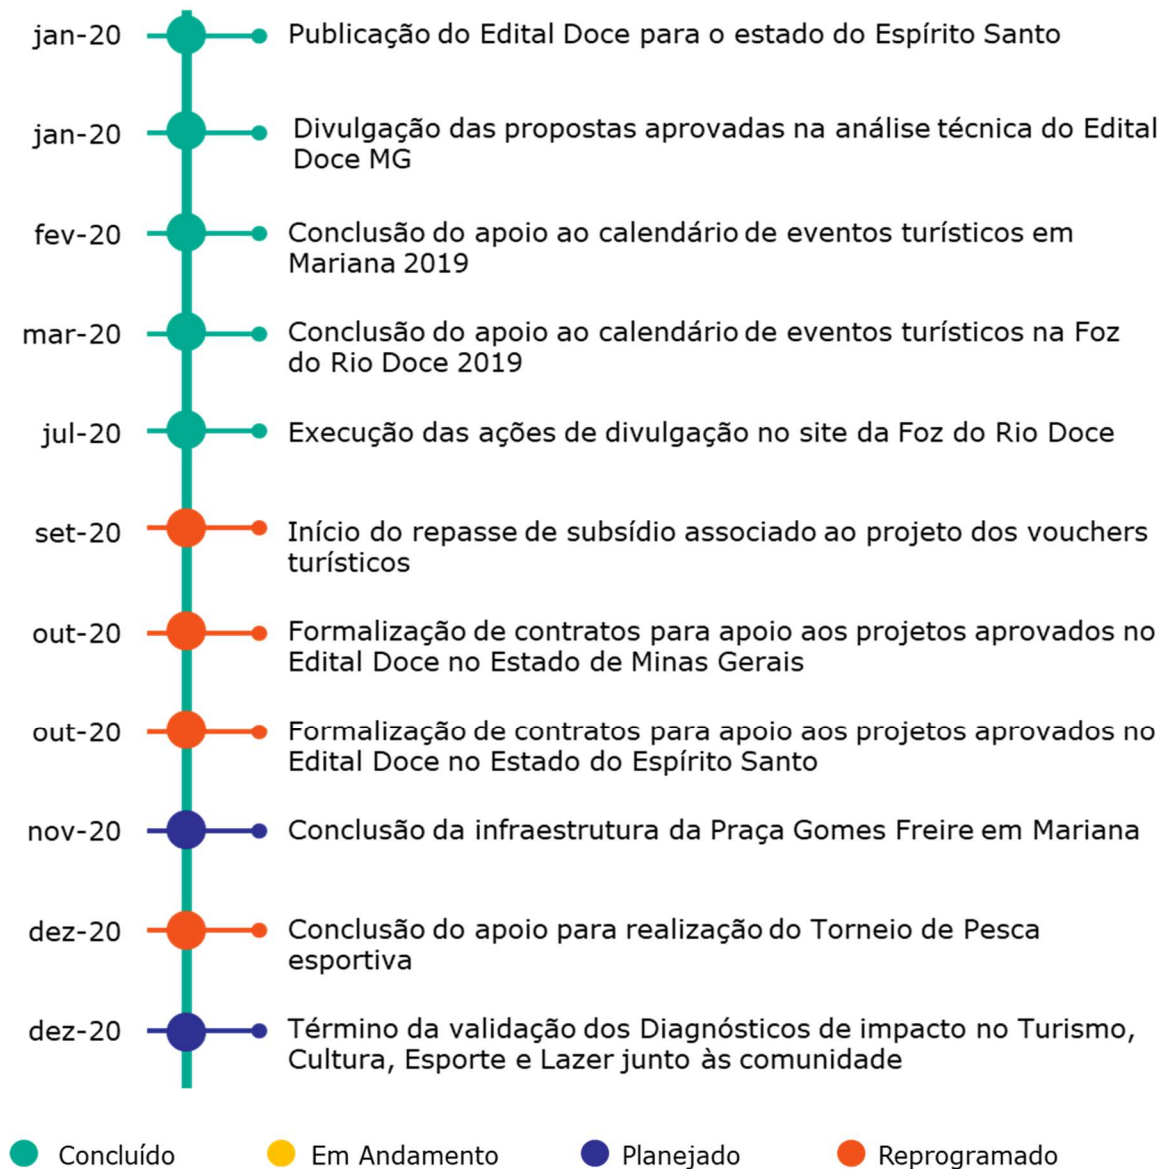 jan-20 Publicação do Edital Doce para o estado do Espírito Santo
jan-20 Divulgação das propostas aprovadas na análise técnica do Edital
Doce MG
fev-20 Conclusão do apoio ao calendário de eventos turísticos em
Mariana 2019
mar-20 Conclusão do apoio ao calendário de eventos turísticos na Foz
do Rio Doce 2019
jul-20 Execução das ações de divulgação no site da Foz do Rio Doce
set-20 Início do repasse de subsídio associado ao projeto dos vouchers
turísticos
out-20 Formalização de contratos para apoio aos projetos aprovados no
Edital Doce no Estado de Minas Gerais
out-20 Formalização de contratos para apoio aos projetos aprovados no
Edital Doce no Estado do Espírito Santo
nov-20 Conclusão da infraestrutura da Praça Gomes Freire em Mariana
dez-20 Conclusão do apoio para realização do Torneio de Pesca
esportiva
dez-20 Término da validação dos Diagnósticos de impacto no Turismo,
Cultura, Esporte e Lazer junto às comunidade
Concluído Em Andamento Planejado Reprogramado